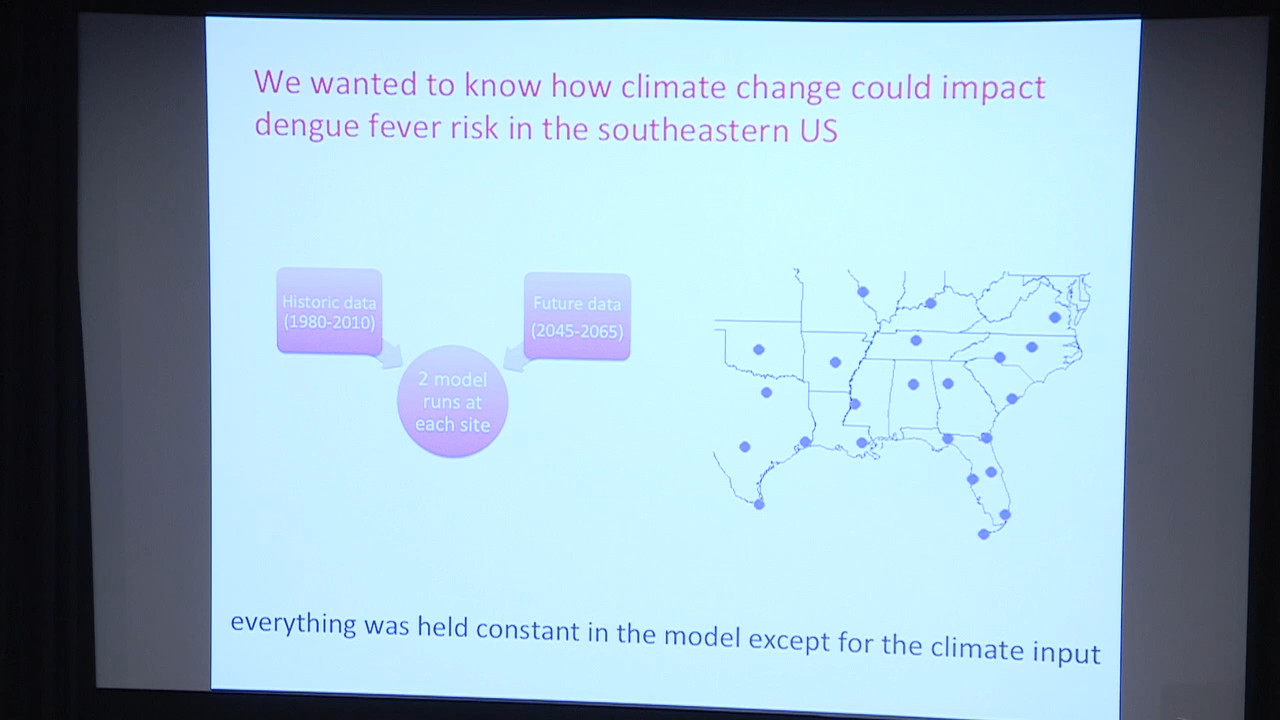 We wanted to know how climate change could impact
dengue fever risk in the southeastern US
Historic data
(1980-2010)
Future data
(2045-2065)
2 model
runs at
each site
everything was held constant in the model except for the climate input